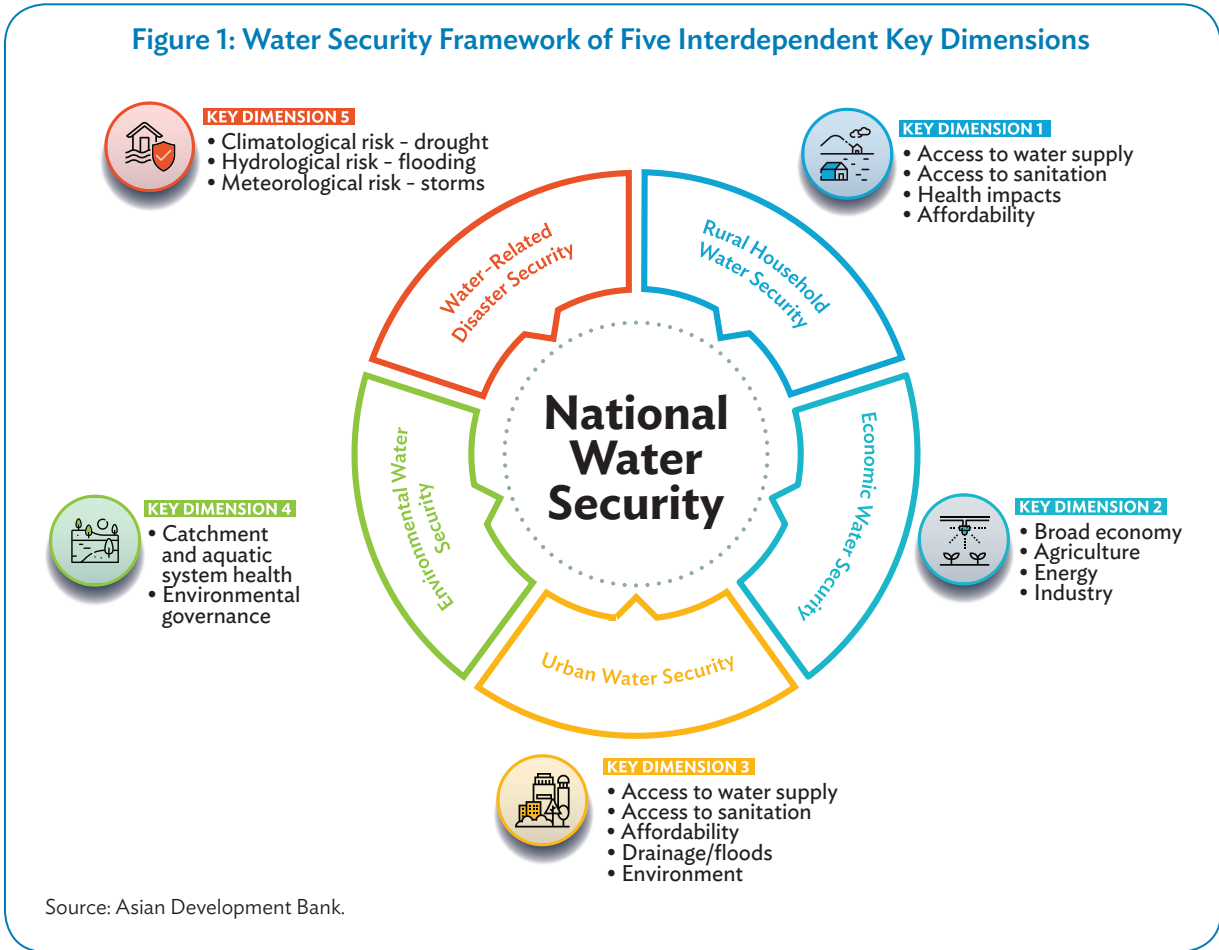 Figure 1: Water Security Framework of Five Interdependent Key Dimensions
KEY DIMENSION 5
• Climatological risk – drought
• Hydrological risk – flooding
• Meteorological risk – storms
KEY DIMENSION 1
• Access to water supply
• Access to sanitation
• Health impacts
• Affordability
Water-Related
Disaster Security
Rural Household
Water Security
National
Water
Security
Environmental Water
Security
Economic Water Security
KEY DIMENSION 4
• Catchment
and aquatic
system health
• Environmental
governance
KEY DIMENSION 2
• Broad economy
• Agriculture
• Energy
• Industry
Urban Water Security
KEY DIMENSION 3
• Access to water supply
• Access to sanitation
• Affordability
• Drainage/floods
• Environment
Source: Asian Development Bank.